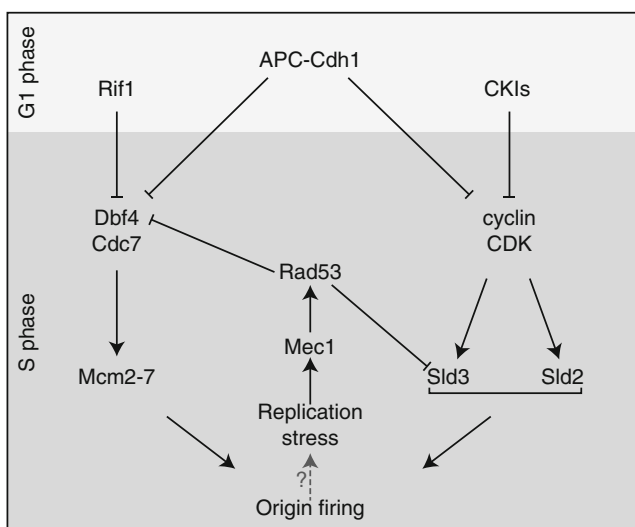 G1 phase
APC-Cdh1
Rif1
CKIs
S phase
Dbf4
Cdc7
cyclin
CDK
Rad53
Mec1
Mcm2-7
Sld3
Sld2
Replication
stress
?
Origin firing